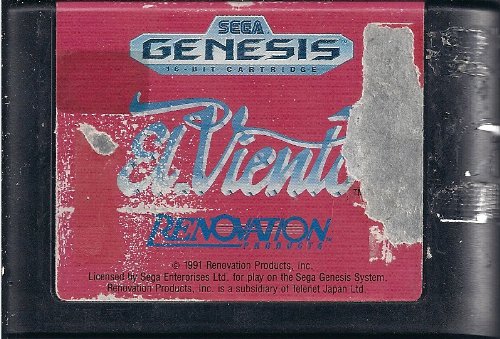 SEGA
GENESIS
16-BIT CARTRIDGE
El Vient
RENOVATION
PRODUCTS
© 1991 Renovation Products, Inc.
Licensed by Sega Enterprises Ltd. for play on the Sega Genesis System.
Renovation Products, Inc. is a subsidiary of Telenet Japan Ltd.